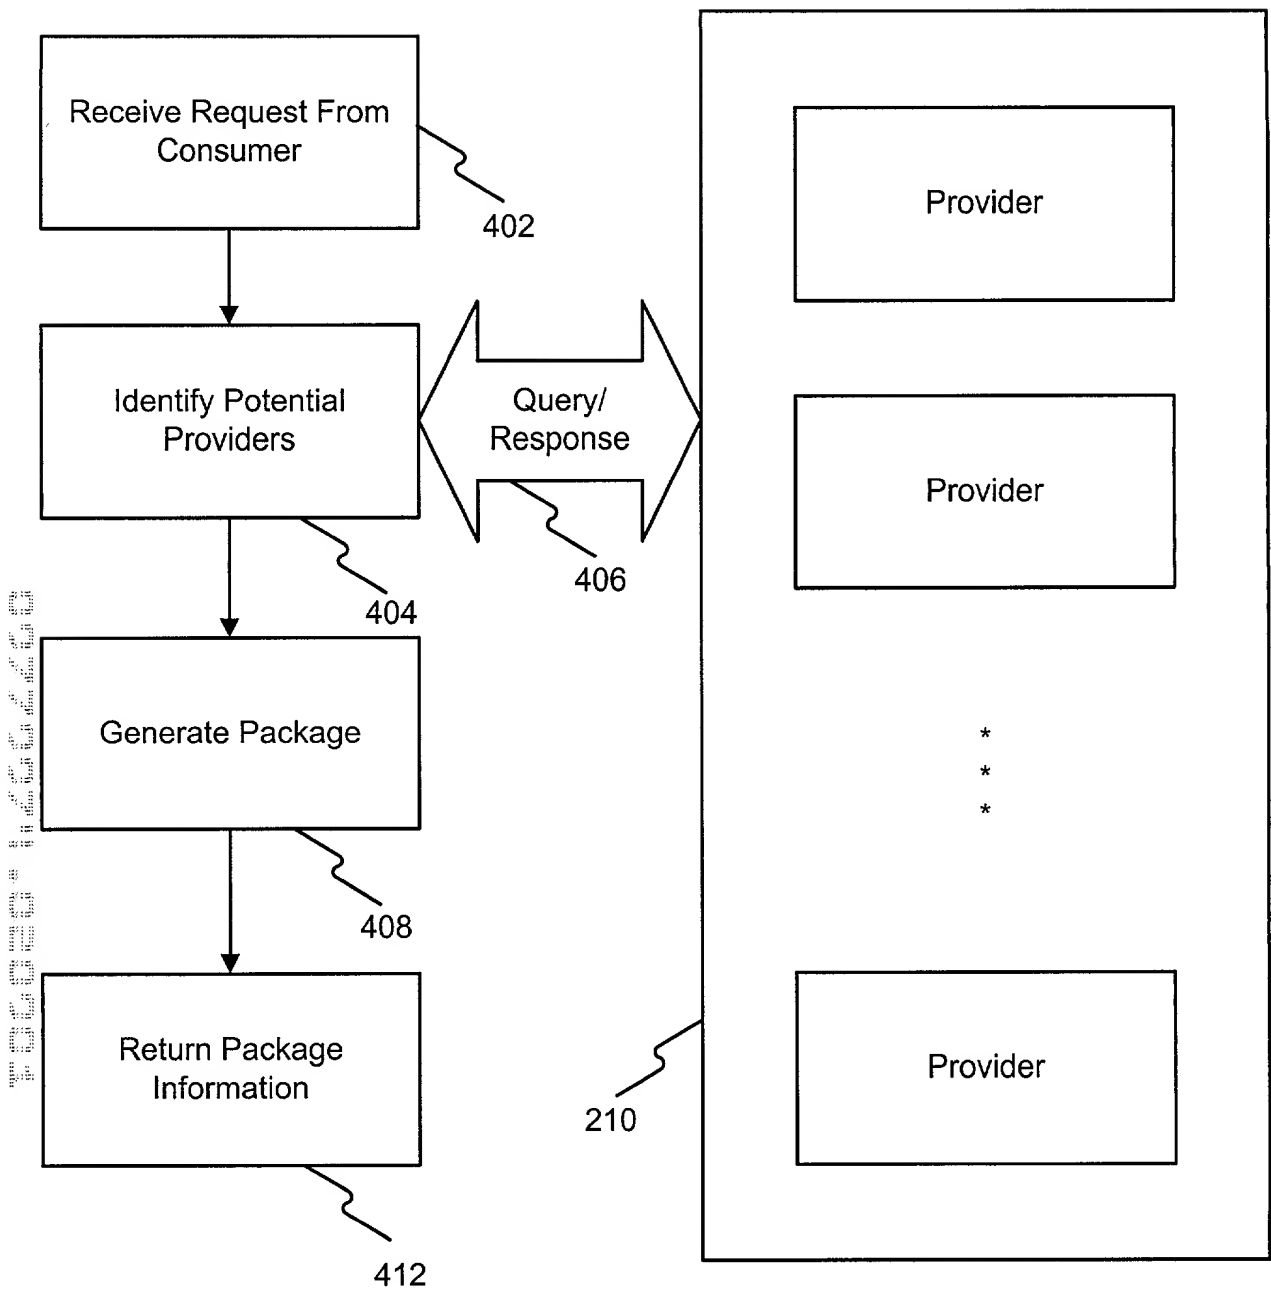 Receive Request From
Consumer
402
Identify Potential
Providers
404
Query/
Response
406
Generate Package
408
Return Package
Information
412
Provider
Provider
*
*
*
Provider
210